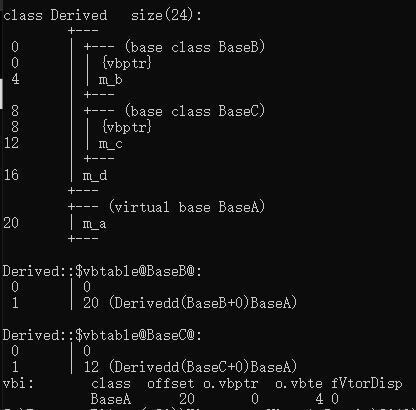 class Derived   size(24):
        +---
 0      | +--- (base class BaseB)
 0      | | {vbptr}
 4      | | m_b
        | +---
 8      | +--- (base class BaseC)
 8      | | {vbptr}
12      | | m_c
        | +---
16      | m_d
        +---
        +--- (virtual base BaseA)
20      | m_a
        +---
Derived::$vbtable@BaseB@:
 0      | 0
 1      | 20 (Derivedd(BaseB+0)BaseA)
Derived::$vbtable@BaseC@:
 0      | 0
 1      | 12 (Derivedd(BaseC+0)BaseA)
vbi:       class  offset o.vbptr  o.vbte fVtorDisp
           BaseA      20       0       4 0